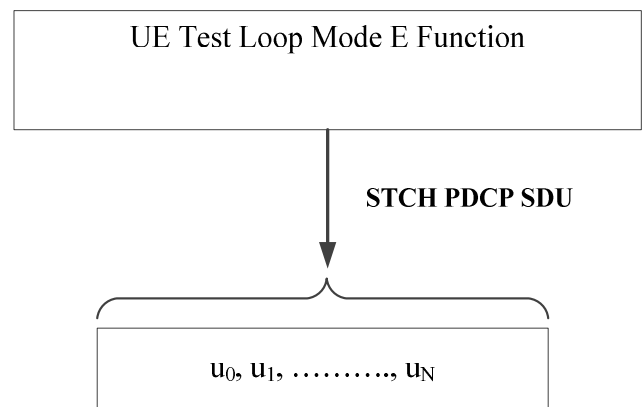 UE Test Loop Mode E Function
STCH PDCP SDU
u0, u1, ………., uN